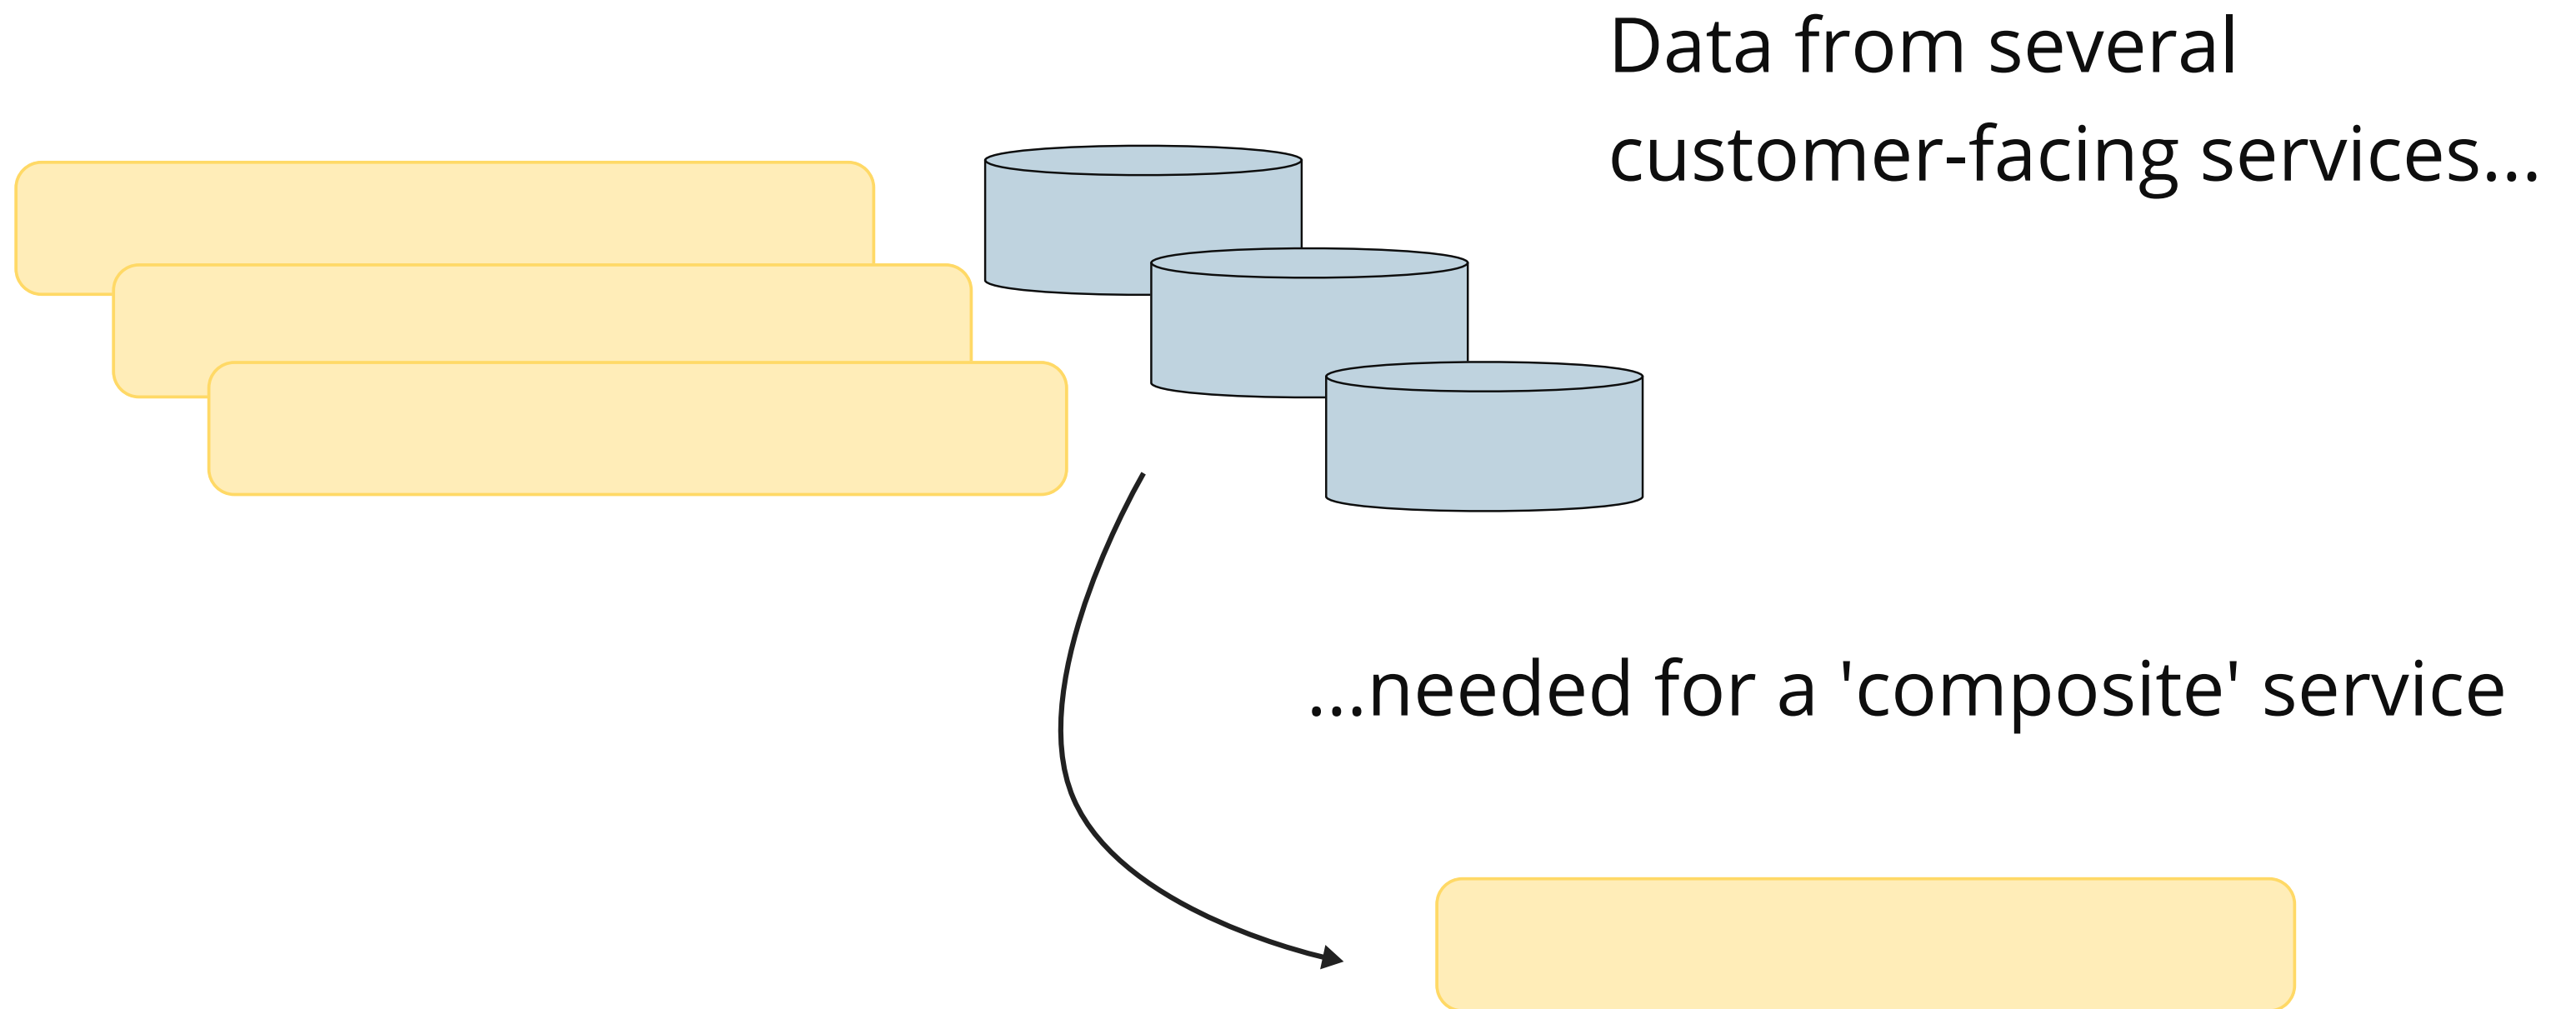 Data from several
customer-facing services...
...needed for a 'composite' service